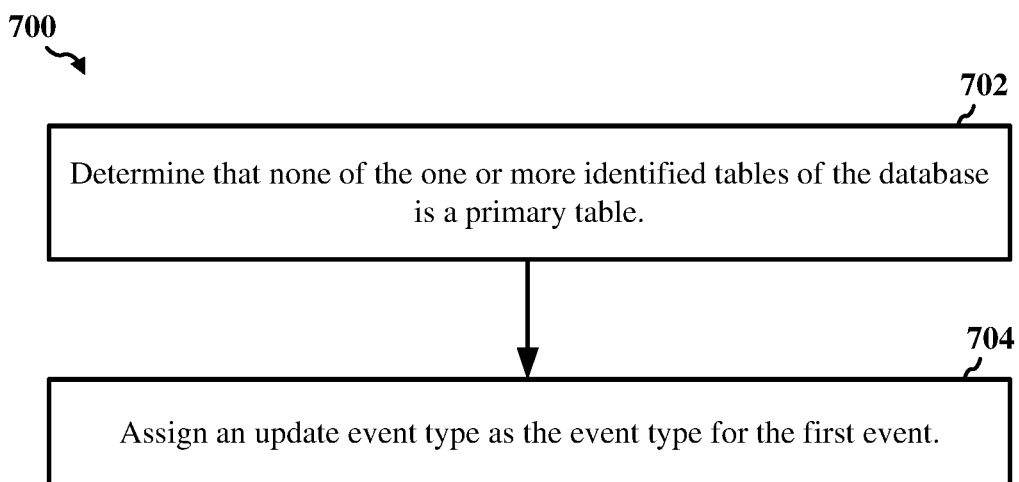 700
702
Determine that none of the one or more identified tables of the database
is a primary table.
704
Assign an update event type as the event type for the first event.